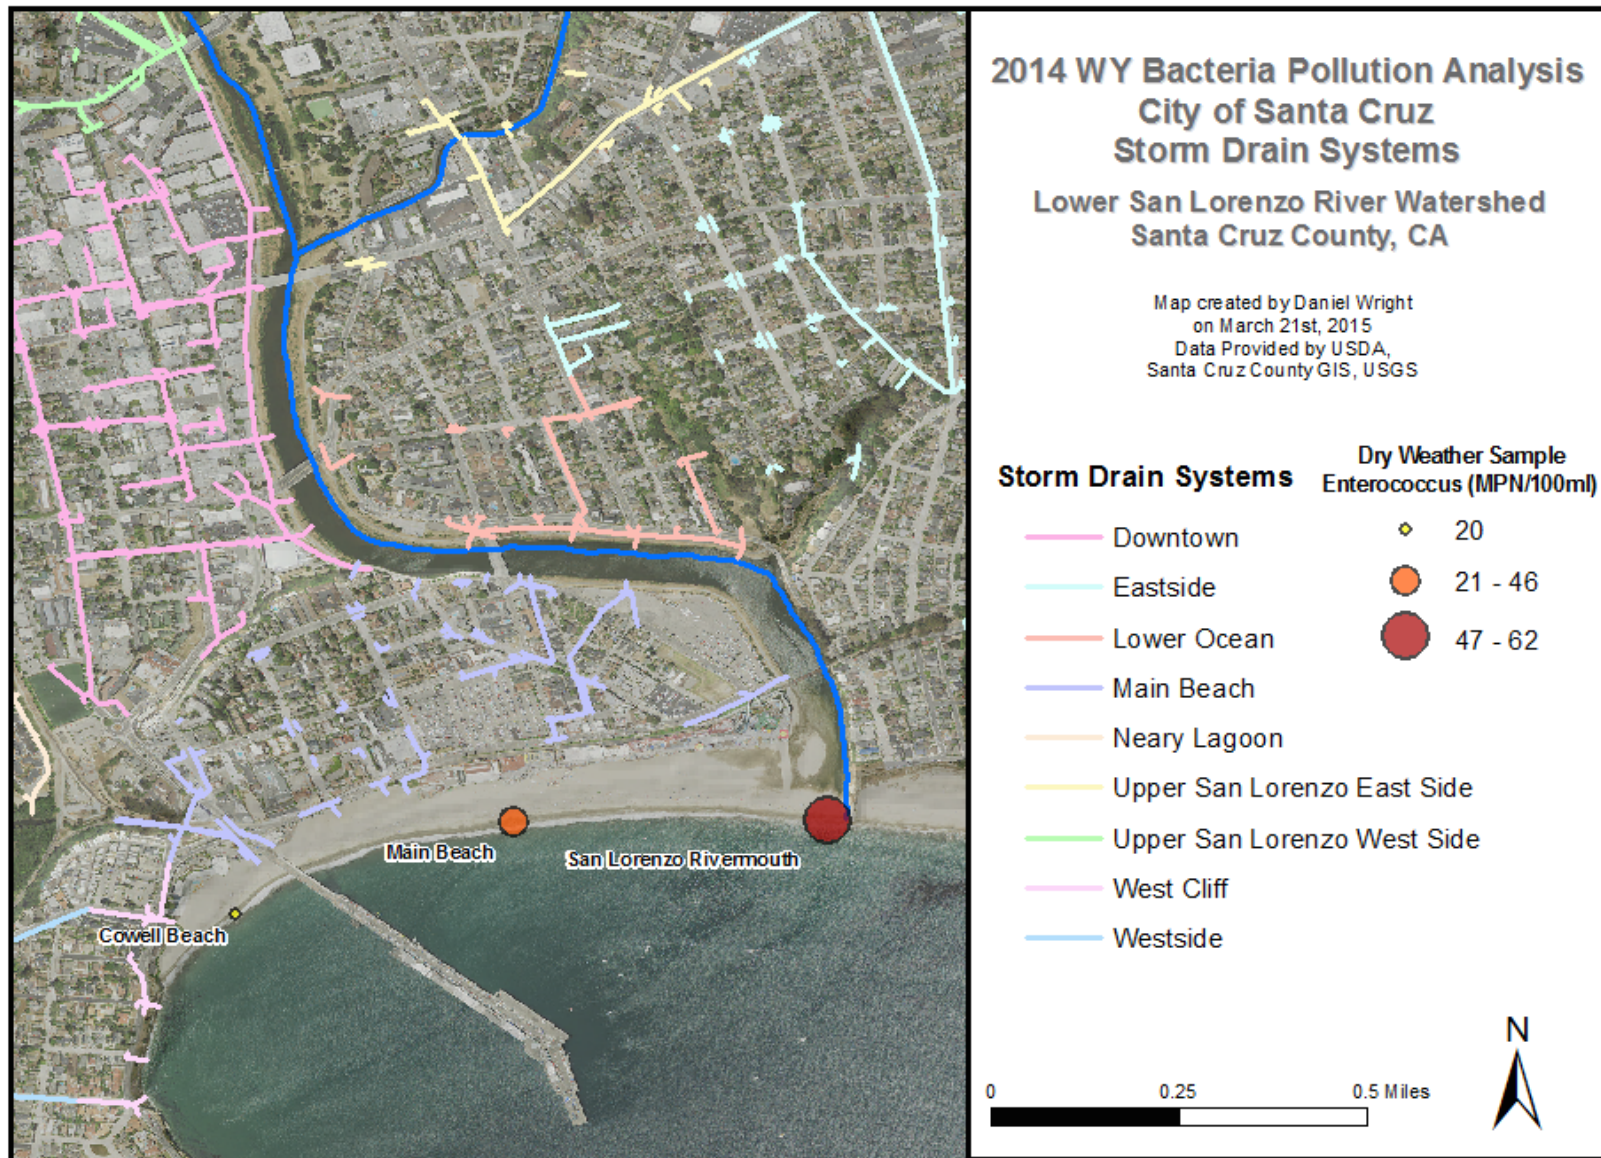 2014 WY Bacteria Pollution Analysis
City of Santa Cruz
Storm Drain Systems
Lower San Lorenzo River Watershed
Santa Cruz County, CA
Map created by Daniel Wright
on March 21st, 2015
Data Provided by USDA,
Santa Cruz County GIS, USGS
Storm Drain Systems
Downtown
Eastside
Lower Ocean
Main Beach
Neary Lagoon
Upper San Lorenzo East Side
Upper San Lorenzo West Side
West Cliff
Westside
Dry Weather Sample
Enterococcus (MPN/100ml)
20
21 - 46
47 - 62
Main Beach
San Lorenzo Rivermouth
Cowell Beach
N
0 0.25 0.5 Miles